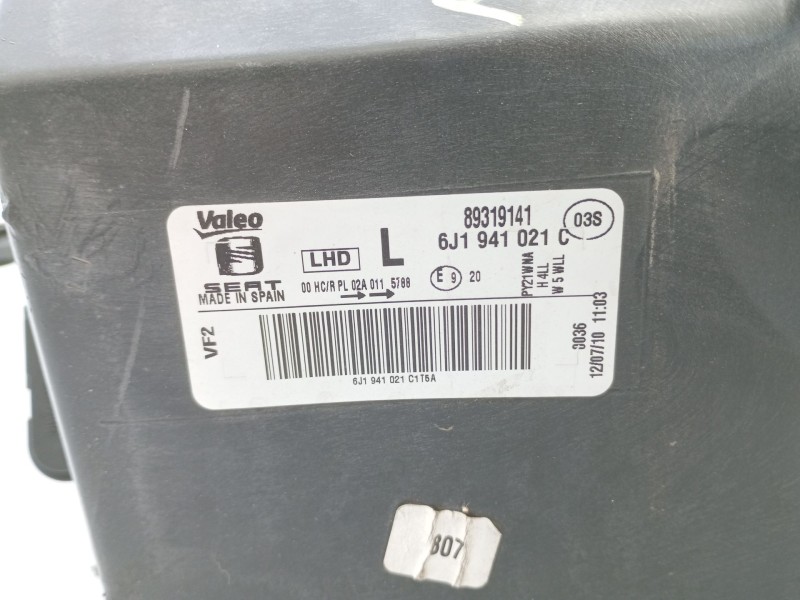 Valeo
SEAT
MADE IN SPAIN
LHD
L
89319141
6J1 941 021 C
03S
00 HC/R PL 02A 011 5788
E 9 20
PY21WNA
H 4LL
W 5 WLL
VF2
6J1 941 021 C1T5A
0036
12/07/10 11:03
807